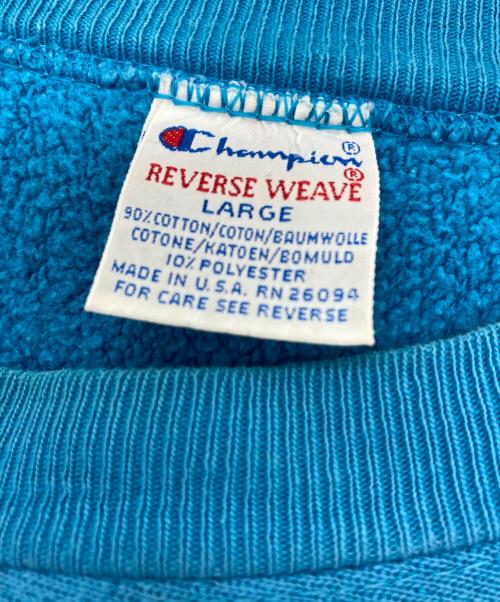 Champion®
REVERSE WEAVE®
LARGE
90% COTTON/COTON/BAUMWOLLE
COTONE/KATOEN/BOMULD
10% POLYESTER
MADE IN U.S.A. RN 26094
FOR CARE SEE REVERSE